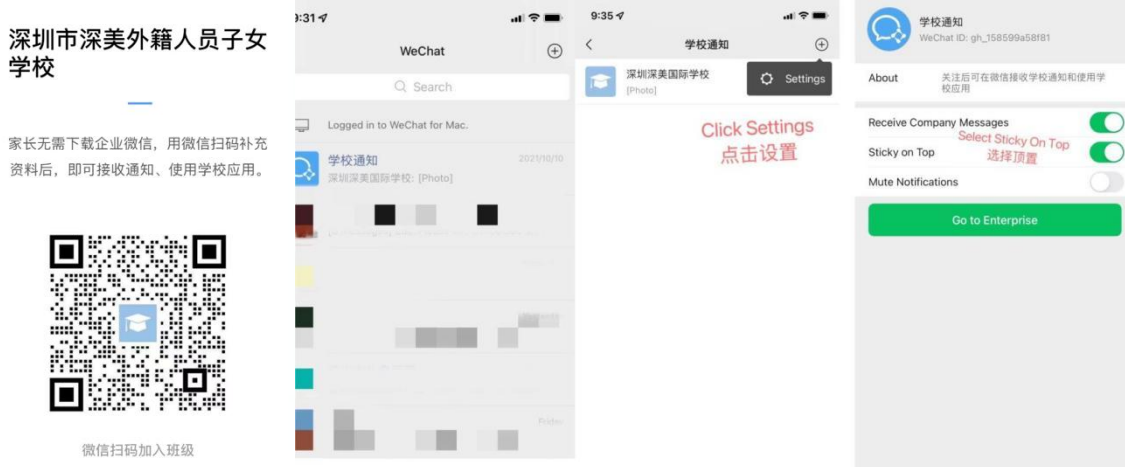 深圳市深美外籍人员子女
学校
家长无需下载企业微信，用微信扫码补充
资料后，即可接收通知、使用学校应用。
微信扫码加入班级
9:31
WeChat
Search
Logged in to WeChat for Mac.
学校通知
2021/10/10
深圳深美国际学校: [Photo]
Friday
9:35
学校通知
深圳深美国际学校
[Photo]
Settings
Click Settings
点击设置
学校通知
WeChat ID: gh_158599a58f81
About
关注后可在微信接收学校通知和使用学
校应用
Receive Company Messages
Select Sticky On Top
Sticky on Top
选择顶置
Mute Notifications
Go to Enterprise